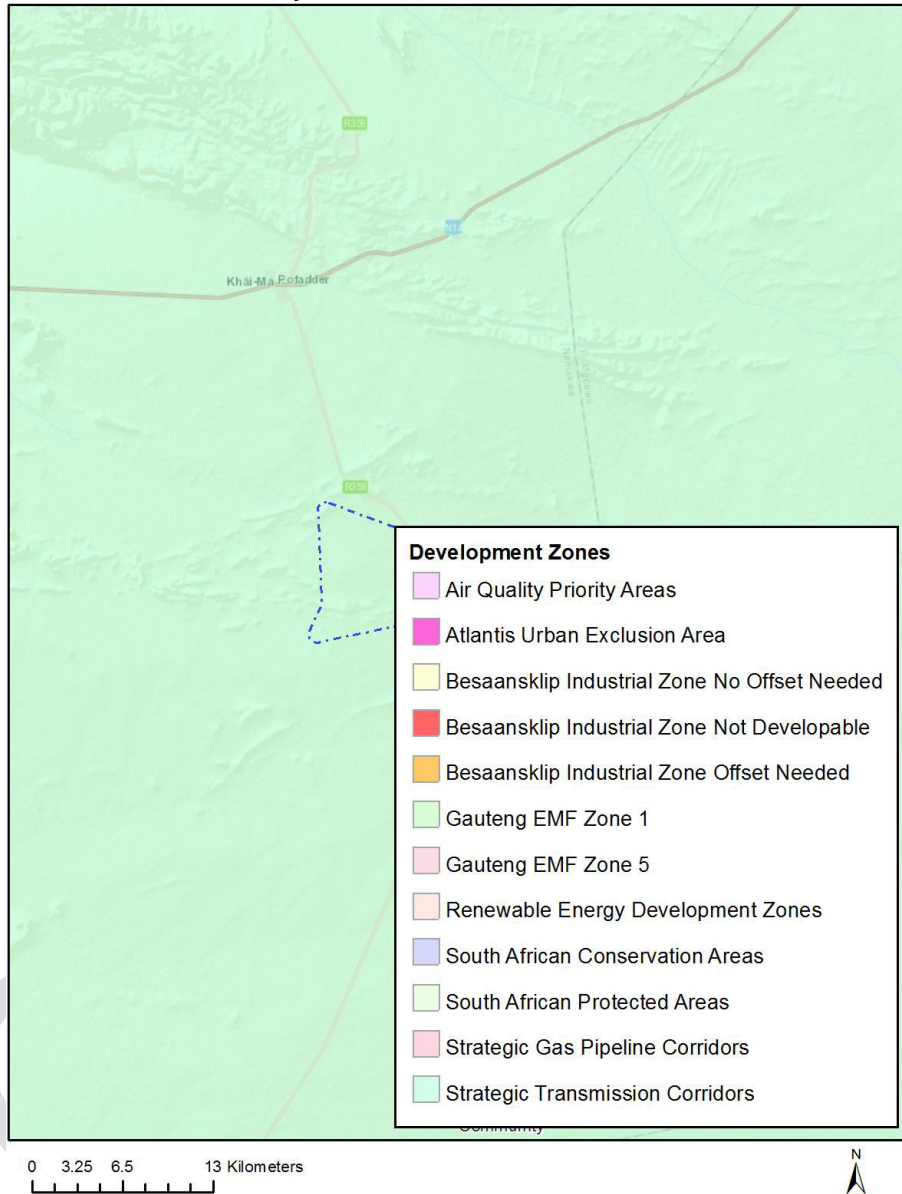 R358
N14
Khâi-Ma Pofadder
Namakwa
R358
Development Zones
Air Quality Priority Areas
Atlantis Urban Exclusion Area
Besaansklip Industrial Zone No Offset Needed
Besaansklip Industrial Zone Not Developable
Besaansklip Industrial Zone Offset Needed
Gauteng EMF Zone 1
Gauteng EMF Zone 5
Renewable Energy Development Zones
South African Conservation Areas
South African Protected Areas
Strategic Gas Pipeline Corridors
Strategic Transmission Corridors
Community
0 3.25 6.5 13 Kilometers
N